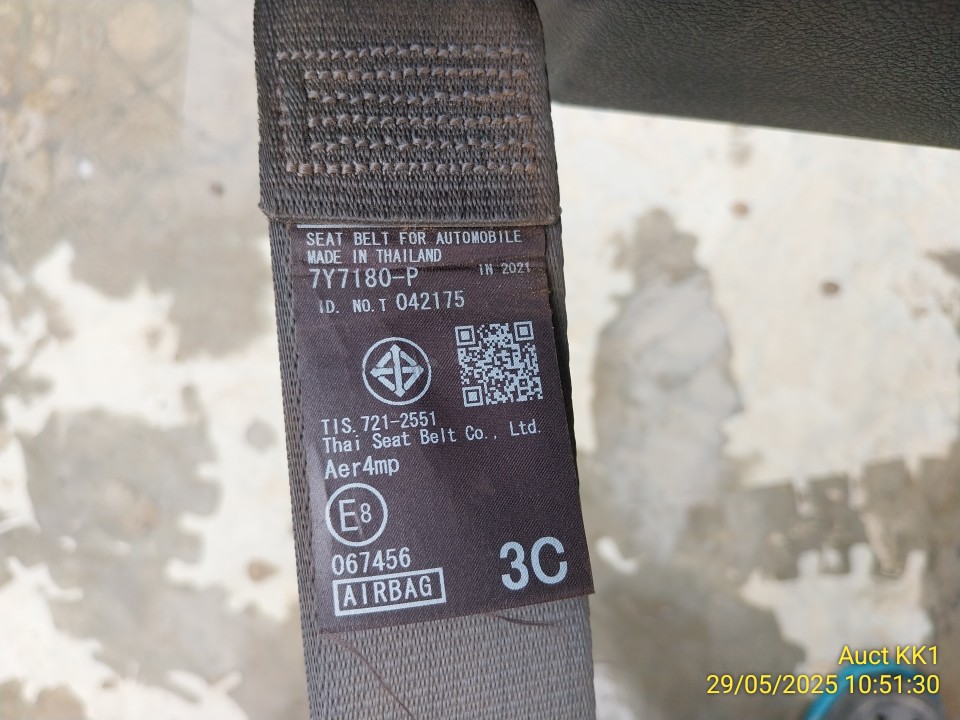 SEAT BELT FOR AUTOMOBILE
MADE IN THAILAND
7Y7180-P IN 2021
ID. NO.T 042175
TIS.721-2551
Thai Seat Belt Co., Ltd.
Aer4mp
E8
067456
AIRBAG
3C
Auct KK1
29/05/2025 10:51:30